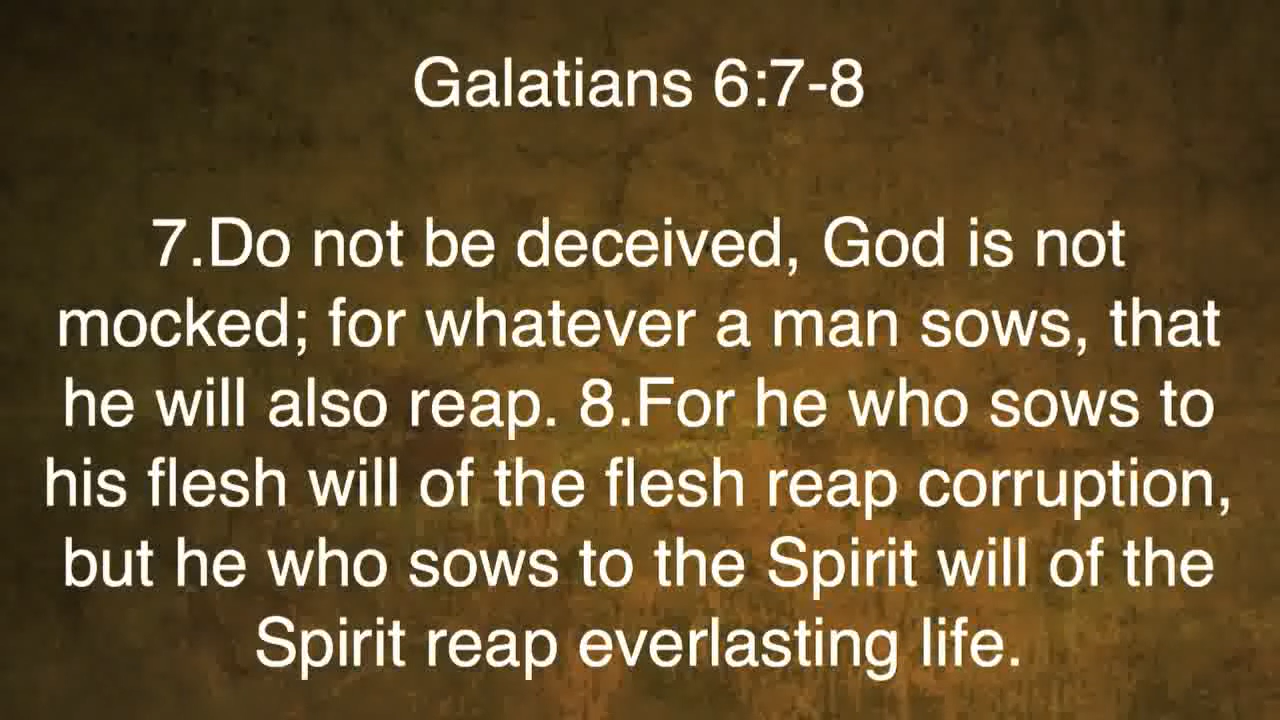 Galatians 6:7-8
7.Do not be deceived, God is not
mocked; for whatever a man sows, that
he will also reap. 8.For he who sows to
his flesh will of the flesh reap corruption,
but he who sows to the Spirit will of the
Spirit reap everlasting life.